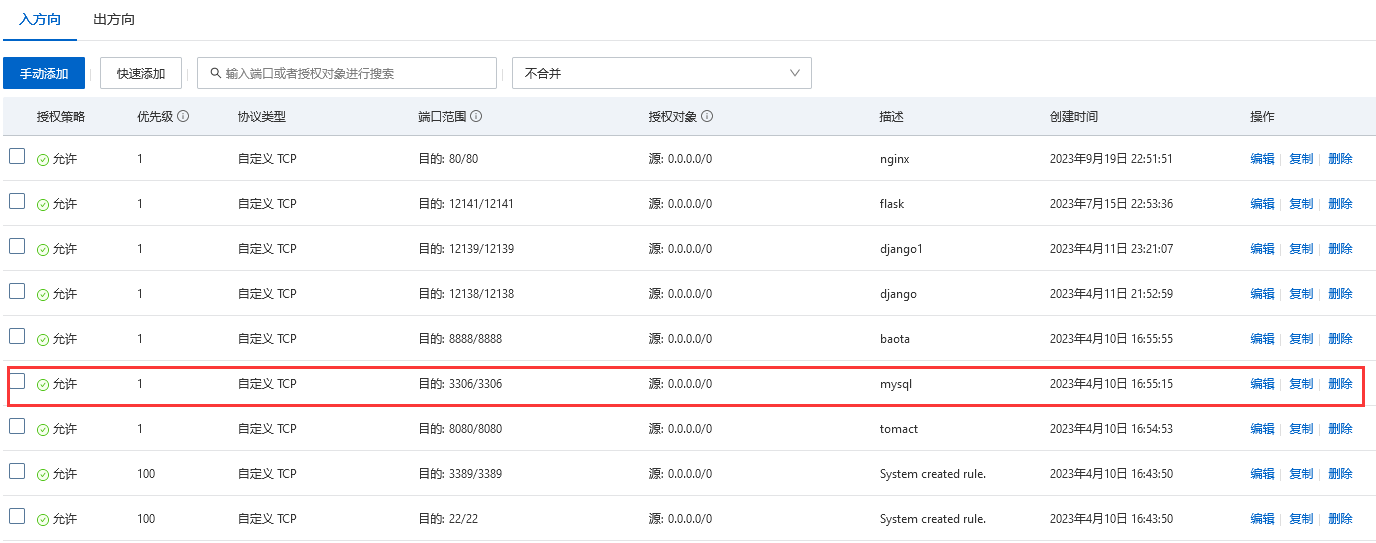 入方向 出方向
手动添加 快速添加 输入端口或者授权对象进行搜索 不合并
授权策略 优先级 协议类型 端口范围 授权对象 描述 创建时间 操作
允许 1 自定义 TCP 目的: 80/80 源: 0.0.0.0/0 nginx 2023年9月19日 22:51:51 编辑 复制 删除
允许 1 自定义 TCP 目的: 12141/12141 源: 0.0.0.0/0 flask 2023年7月15日 22:53:36 编辑 复制 删除
允许 1 自定义 TCP 目的: 12139/12139 源: 0.0.0.0/0 django1 2023年4月11日 23:21:07 编辑 复制 删除
允许 1 自定义 TCP 目的: 12138/12138 源: 0.0.0.0/0 django 2023年4月11日 21:52:59 编辑 复制 删除
允许 1 自定义 TCP 目的: 8888/8888 源: 0.0.0.0/0 baota 2023年4月10日 16:55:55 编辑 复制 删除
允许 1 自定义 TCP 目的: 3306/3306 源: 0.0.0.0/0 mysql 2023年4月10日 16:55:15 编辑 复制 删除
允许 1 自定义 TCP 目的: 8080/8080 源: 0.0.0.0/0 tomact 2023年4月10日 16:54:53 编辑 复制 删除
允许 100 自定义 TCP 目的: 3389/3389 源: 0.0.0.0/0 System created rule. 2023年4月10日 16:43:50 编辑 复制 删除
允许 100 自定义 TCP 目的: 22/22 源: 0.0.0.0/0 System created rule. 2023年4月10日 16:43:50 编辑 复制 删除